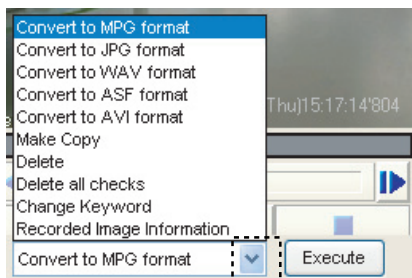 Convert to MPG format
Convert to JPG format
Convert to WAV format
Convert to ASF format
Convert to AVI format
Thu)15:17:14'804
Make Copy
Delete
Delete all checks
Change Keyword
Recorded Image Information
Convert to MPG format
Execute